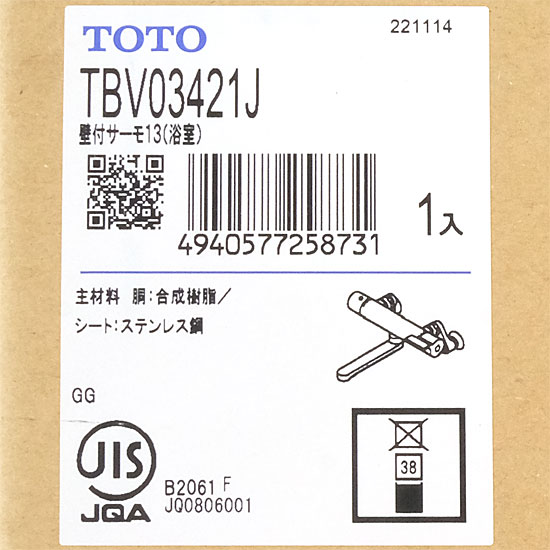 TOTO
221114
TBV03421J
壁付サーモ13(浴室)
4940577258731
1入
主材料 胴:合成樹脂/
シート:ステンレス鋼
GG
JIS
JQA
B2061 F
JQ0806001
38